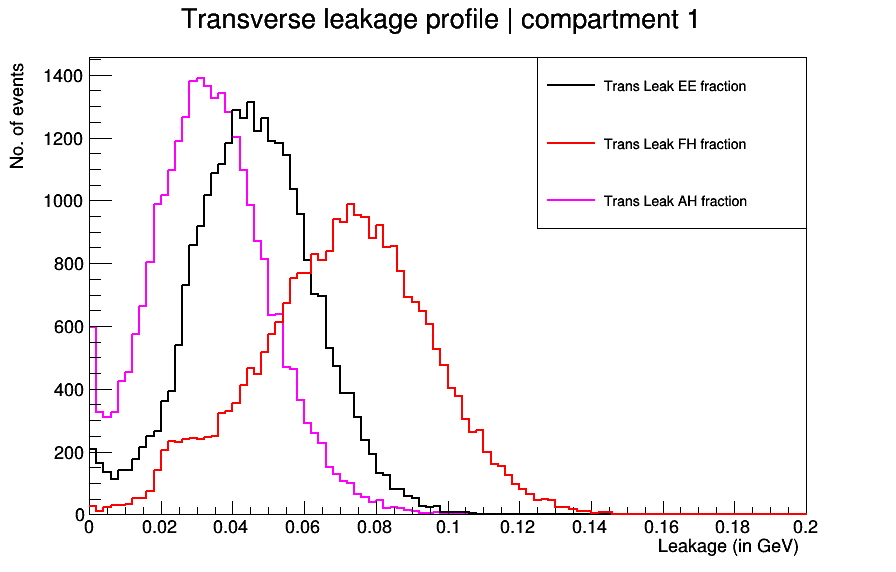 Transverse leakage profile | compartment 1
No. of events
1400
1200
1000
800
600
400
200
0
Trans Leak EE fraction
Trans Leak FH fraction
Trans Leak AH fraction
0 0.02 0.04 0.06 0.08 0.1 0.12 0.14 0.16 0.18 0.2
Leakage (in GeV)